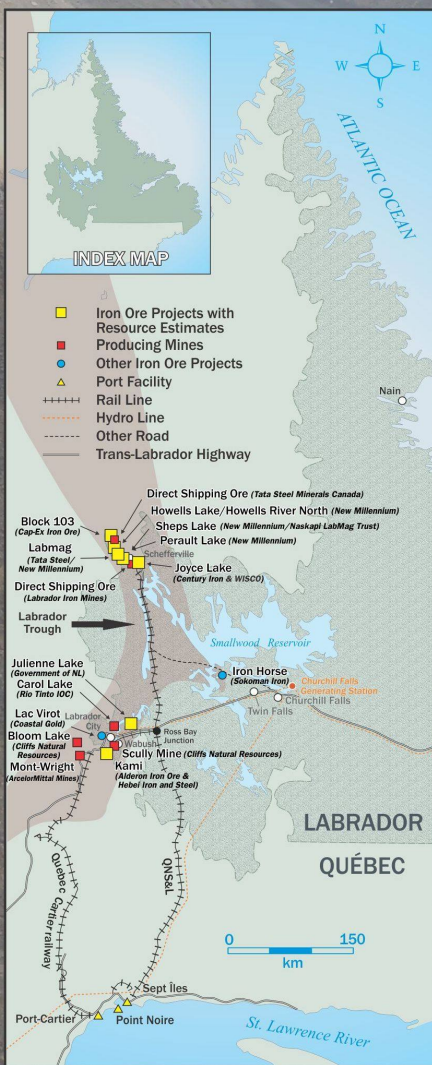 N
W E
S
ATLANTIC OCEAN
INDEX MAP
Iron Ore Projects with
Resource Estimates
Producing Mines
Other Iron Ore Projects
Port Facility
Rail Line
Hydro Line
Other Road
Trans-Labrador Highway
Nain
Direct Shipping Ore (Tata Steel Minerals Canada)
Howells Lake/Howells River North (New Millennium)
Block 103
(Cap-Ex Iron Ore)
Sheps Lake (New Millennium/Naskapi LabMag Trust)
Perault Lake (New Millennium)
Labmag
(Tata Steel/
New Millennium)
Schefferville
Joyce Lake
(Century Iron & WISCO)
Direct Shipping Ore
(Labrador Iron Mines)
Labrador
Trough
Smallwood Reservoir
Julienne Lake
(Government of NL)
Carol Lake
(Rio Tinto IOC)
Iron Horse
(Sokoman Iron)
Churchill Falls
Generating Station
Churchill Falls
Twin Falls
Lac Virot
(Coastal Gold)
Labrador
City
Bloom Lake
(Cliffs Natural
Resources)
Wabush
Ross Bay
Junction
Mont-Wright
(ArcelorMittal Mines)
Scully Mine (Cliffs Natural Resources)
Kami
(Alderon Iron Ore &
Hebei Iron and Steel)
LABRADOR
QUÉBEC
Quebec Cartier railway
QNS&L
0 150
km
Sept Îles
Port-Cartier
Point Noire
St. Lawrence River